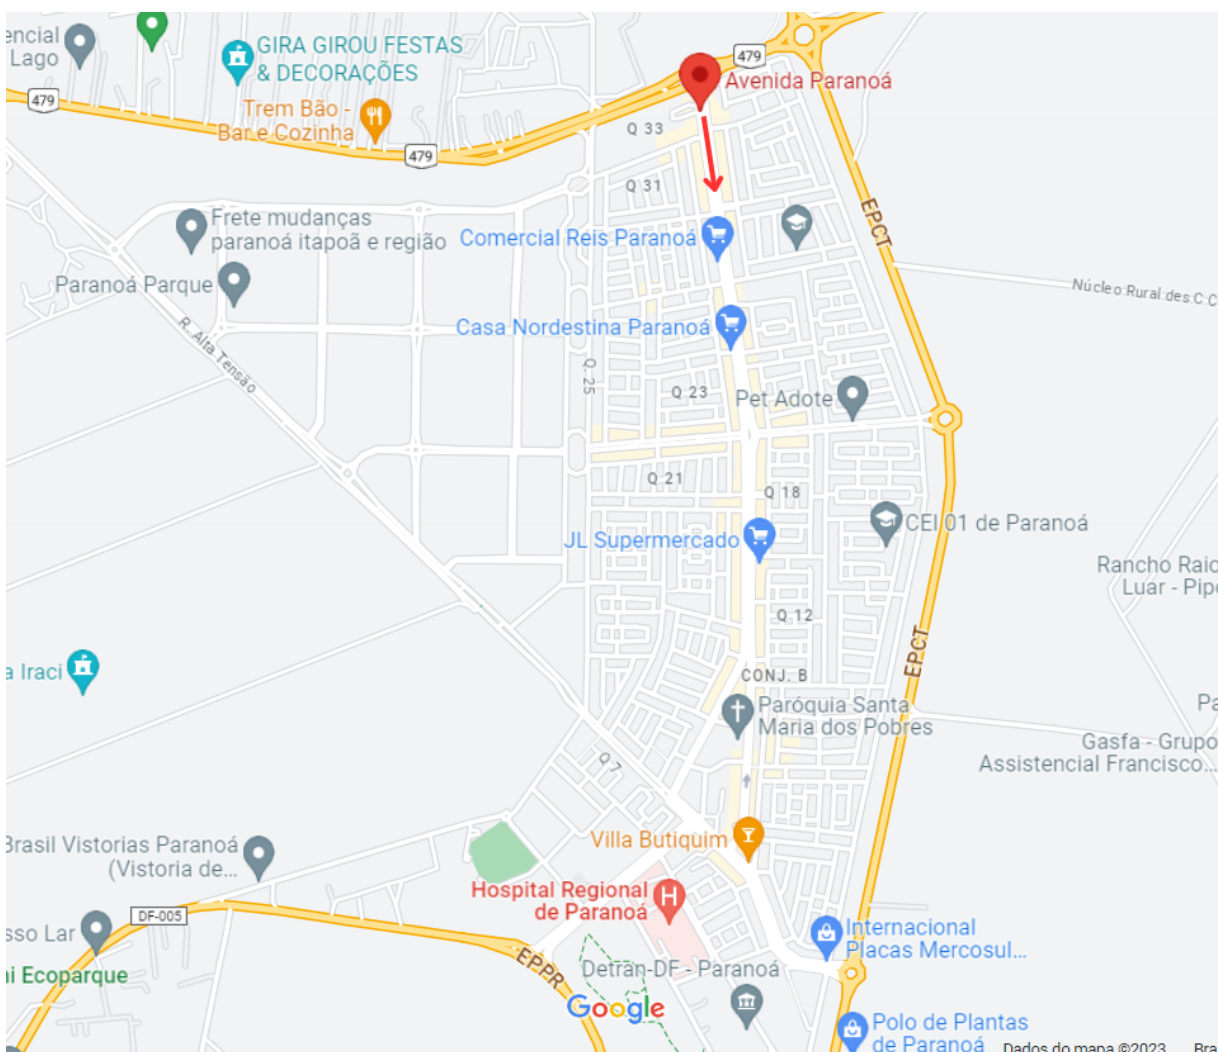 encial
Lago
GIRA GIROU FESTAS
& DECORAÇÕES
479
Avenida Paranoá
479
Trem Bão -
Bar e Cozinha
Q 33
479
Q 31
Frete mudanças
paranoá itapoã e região
Comercial Reis Paranoá
EPCT
Paranoá Parque
Núcleo Rural des C C
Casa Nordestina Paranoá
R. Alta Tensão
Q. 25
Q 23
Pet Adote
Q 21
Q 18
CEI 01 de Paranoá
JL Supermercado
Rancho Raio
Luar - Pipo
Q 12
EPCT
a Iraci
CONJ. B
Paróquia Santa
Maria dos Pobres
Pa
Gasfa - Grupo
Assistencial Francisco...
Q 7
Brasil Vistorias Paranoá
(Vistoria de...
Villa Butiquim
Hospital Regional
de Paranoá
H
DF-005
sso Lar
Internacional
Placas Mercosul...
EPPR
ni Ecoparque
Detran-DF - Paranoá
Google
Polo de Plantas
de Paranoá
Dados do mapa ©2023
Bra